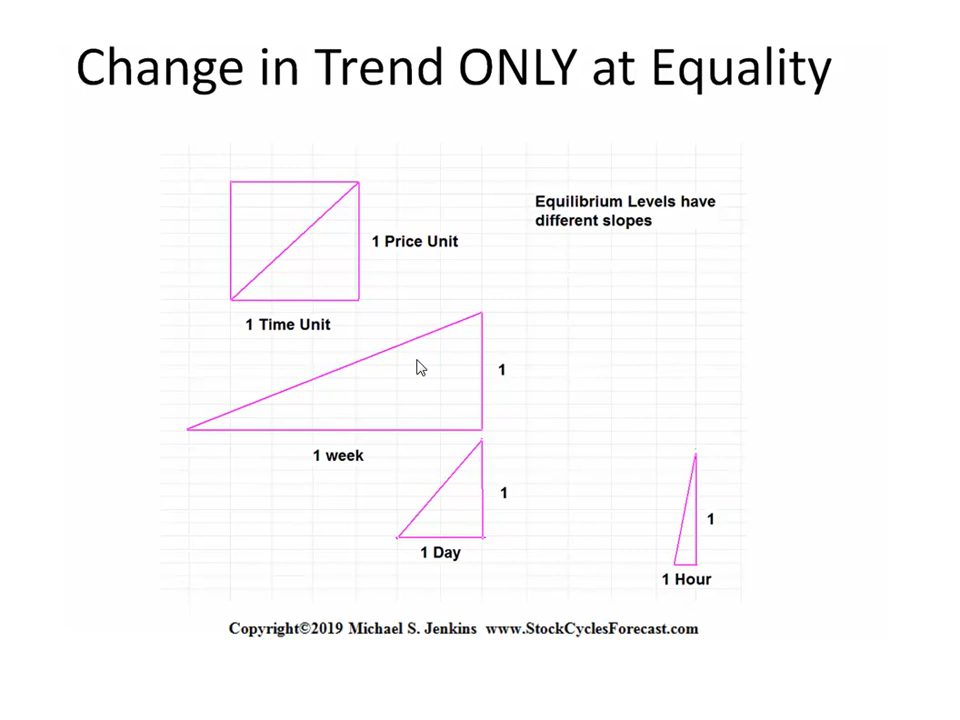 Change in Trend ONLY at Equality
Equilibrium Levels have
different slopes
1 Price Unit
1 Time Unit
1
1 week
1
1 Day
1
1 Hour
Copyright©2019 Michael S. Jenkins www.StockCyclesForecast.com